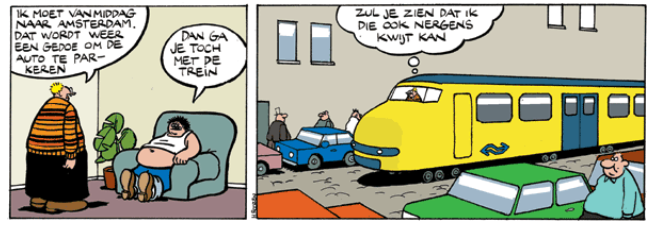 IK MOET VANMIDDAG
NAAR AMSTERDAM.
DAT WORDT WEER
EEN GEDOE OM DE
AUTO TE PAR-
KEREN
DAN GA
JE TOCH
MET DE
TREIN
ZUL JE ZIEN DAT IK
DIE OOK NERGENS
KWIJT KAN